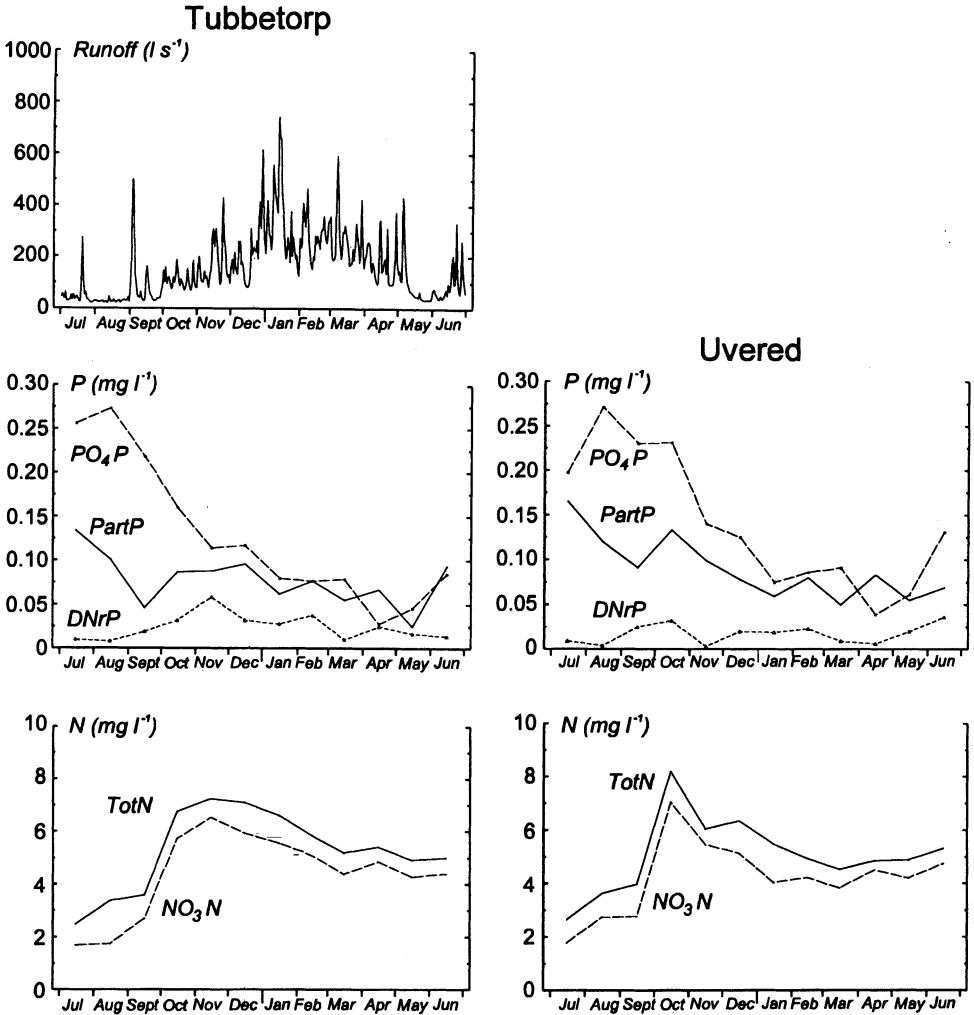 Tubbetorp
Runoff (l s⁻¹)
1000
800
600
400
200
0
Jul Aug Sept Oct Nov Dec Jan Feb Mar Apr May Jun
Uvered
P (mg l⁻¹)
0.30
0.25
0.20
0.15
0.10
0.05
0
PO₄P
PartP
DNrP
Jul Aug Sept Oct Nov Dec Jan Feb Mar Apr May Jun
P (mg l⁻¹)
0.30
0.25
0.20
0.15
0.10
0.05
0
PO₄P
PartP
DNrP
Jul Aug Sept Oct Nov Dec Jan Feb Mar Apr May Jun
N (mg l⁻¹)
10
8
6
4
2
0
TotN
NO₃N
Jul Aug Sept Oct Nov Dec Jan Feb Mar Apr May Jun
N (mg l⁻¹)
10
8
6
4
2
0
TotN
NO₃N
Jul Aug Sept Oct Nov Dec Jan Feb Mar Apr May Jun